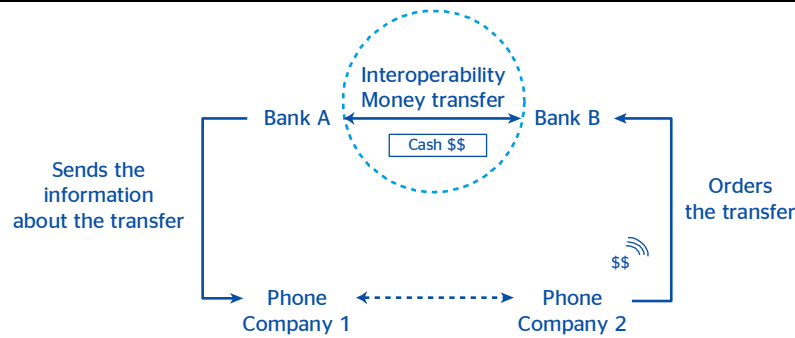 Interoperability
Money transfer
Bank A
Bank B
Cash $$
Sends the
information
about the transfer
Orders
the transfer
$$
Phone
Company 1
Phone
Company 2